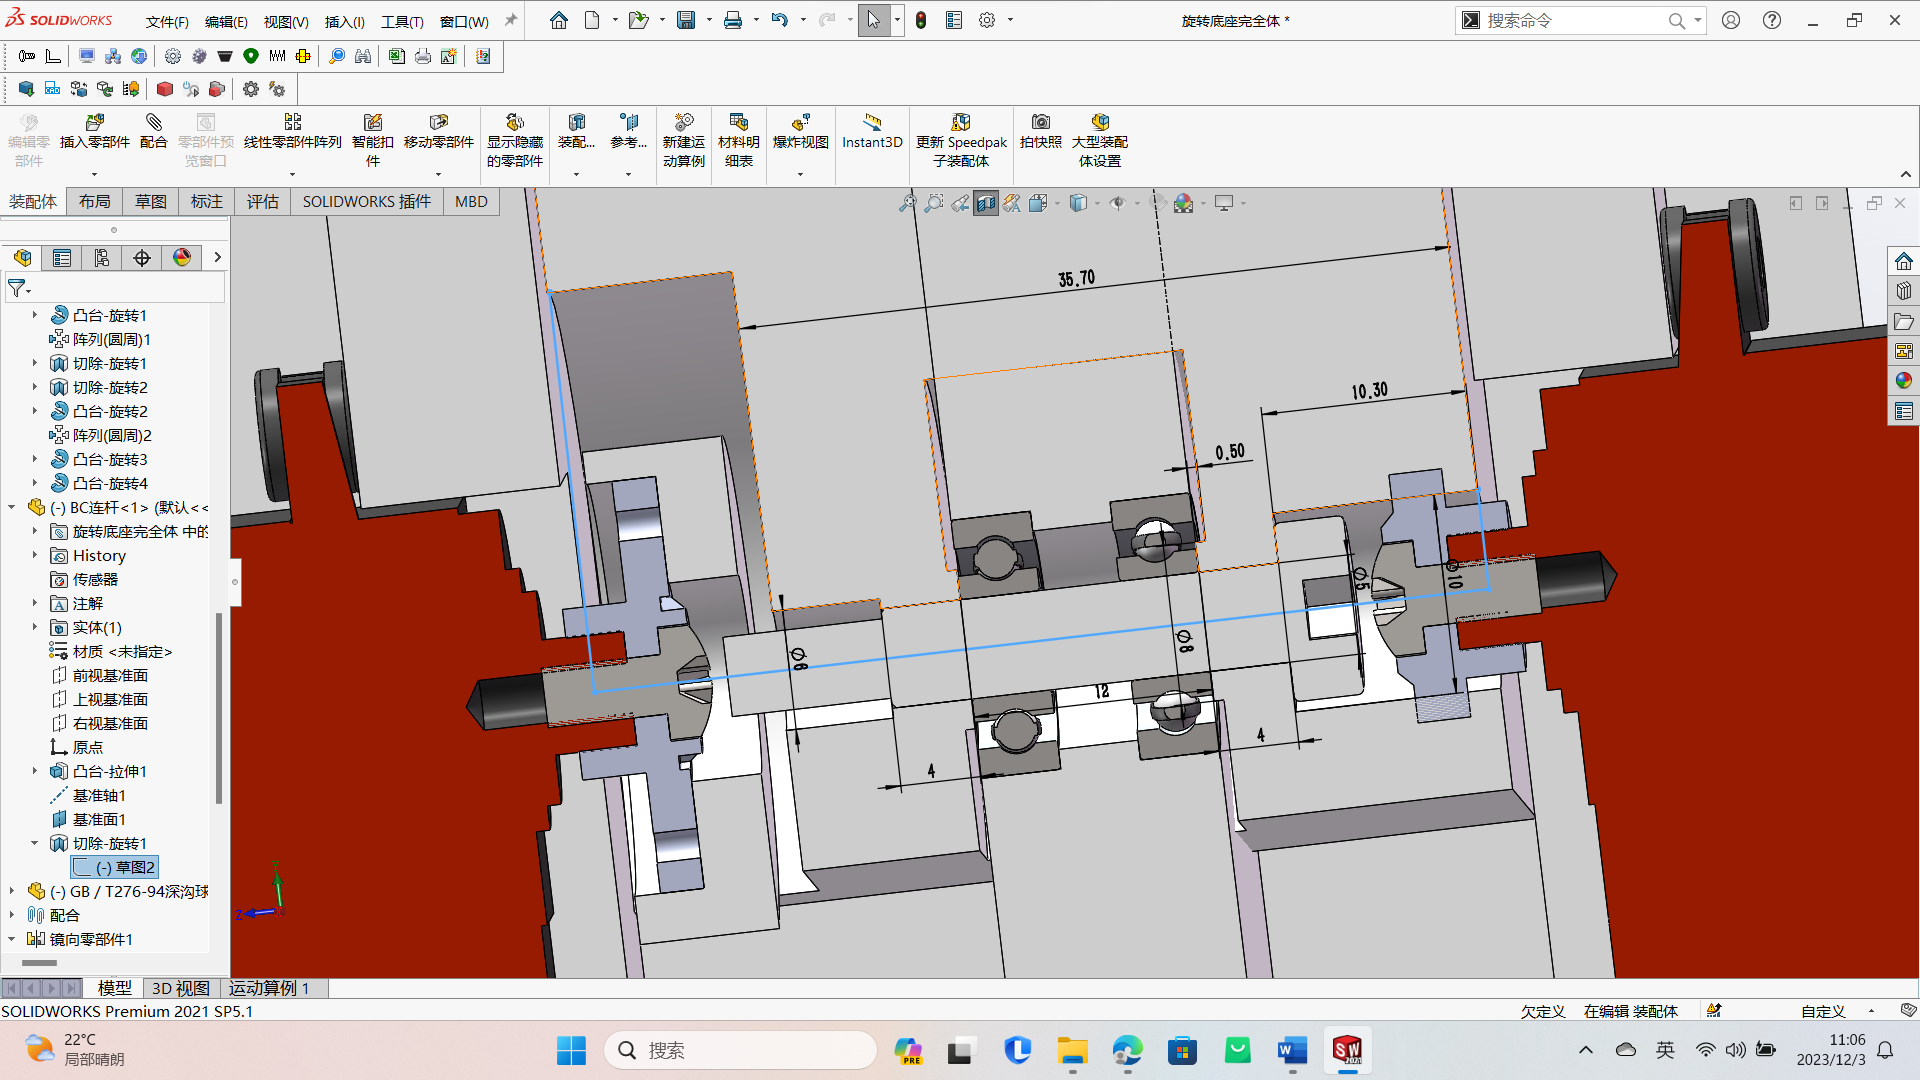 SOLIDWORKS 文件(F) 编辑(E) 视图(V) 插入(I) 工具(T) 窗口(W) 旋转底座完全体 * 搜索命令
编辑零部件 插入零部件 配合 零部件预览窗口 线性零部件阵列 智能扣件 移动零部件 显示隐藏的零部件 装配... 参考... 新建运动算例 材料明细表 爆炸视图 Instant3D 更新 Speedpak 子装配体 拍快照 大型装配体设置
装配体 布局 草图 标注 评估 SOLIDWORKS 插件 MBD
凸台-旋转1
阵列(圆周)1
切除-旋转1
切除-旋转2
凸台-旋转2
阵列(圆周)2
凸台-旋转3
凸台-旋转4
(-) BC连杆<1> (默认<<
旋转底座完全体 中的
History
传感器
注解
实体(1)
材质 <未指定>
前视基准面
上视基准面
右视基准面
原点
凸台-拉伸1
基准轴1
基准面1
切除-旋转1
(-) 草图2
(-) GB / T276-94深沟球
配合
镜向零部件1
35.70
10.30
0.50
Ø5
Ø10
Ø8
Ø6
12
4
4
Z
模型 3D 视图 运动算例 1
SOLIDWORKS Premium 2021 SP5.1 欠定义 在编辑 装配体 自定义
22°C
局部晴朗
搜索
PRE
英
11:06
2023/12/3